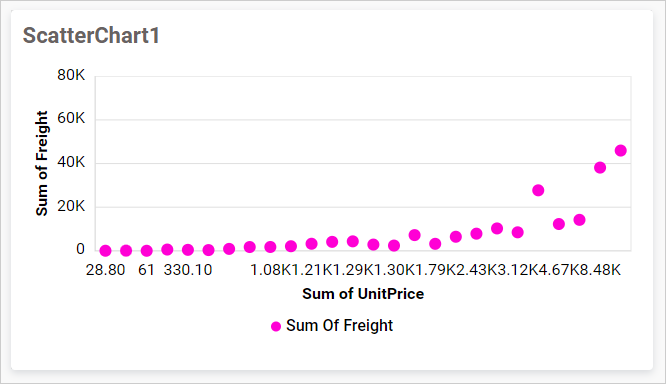 ScatterChart1
80K
60K
40K
20K
0
Sum of Freight
28.80 61 330.10 1.08K1.21K1.29K1.30K1.79K2.43K3.12K4.67K8.48K
Sum of UnitPrice
Sum Of Freight